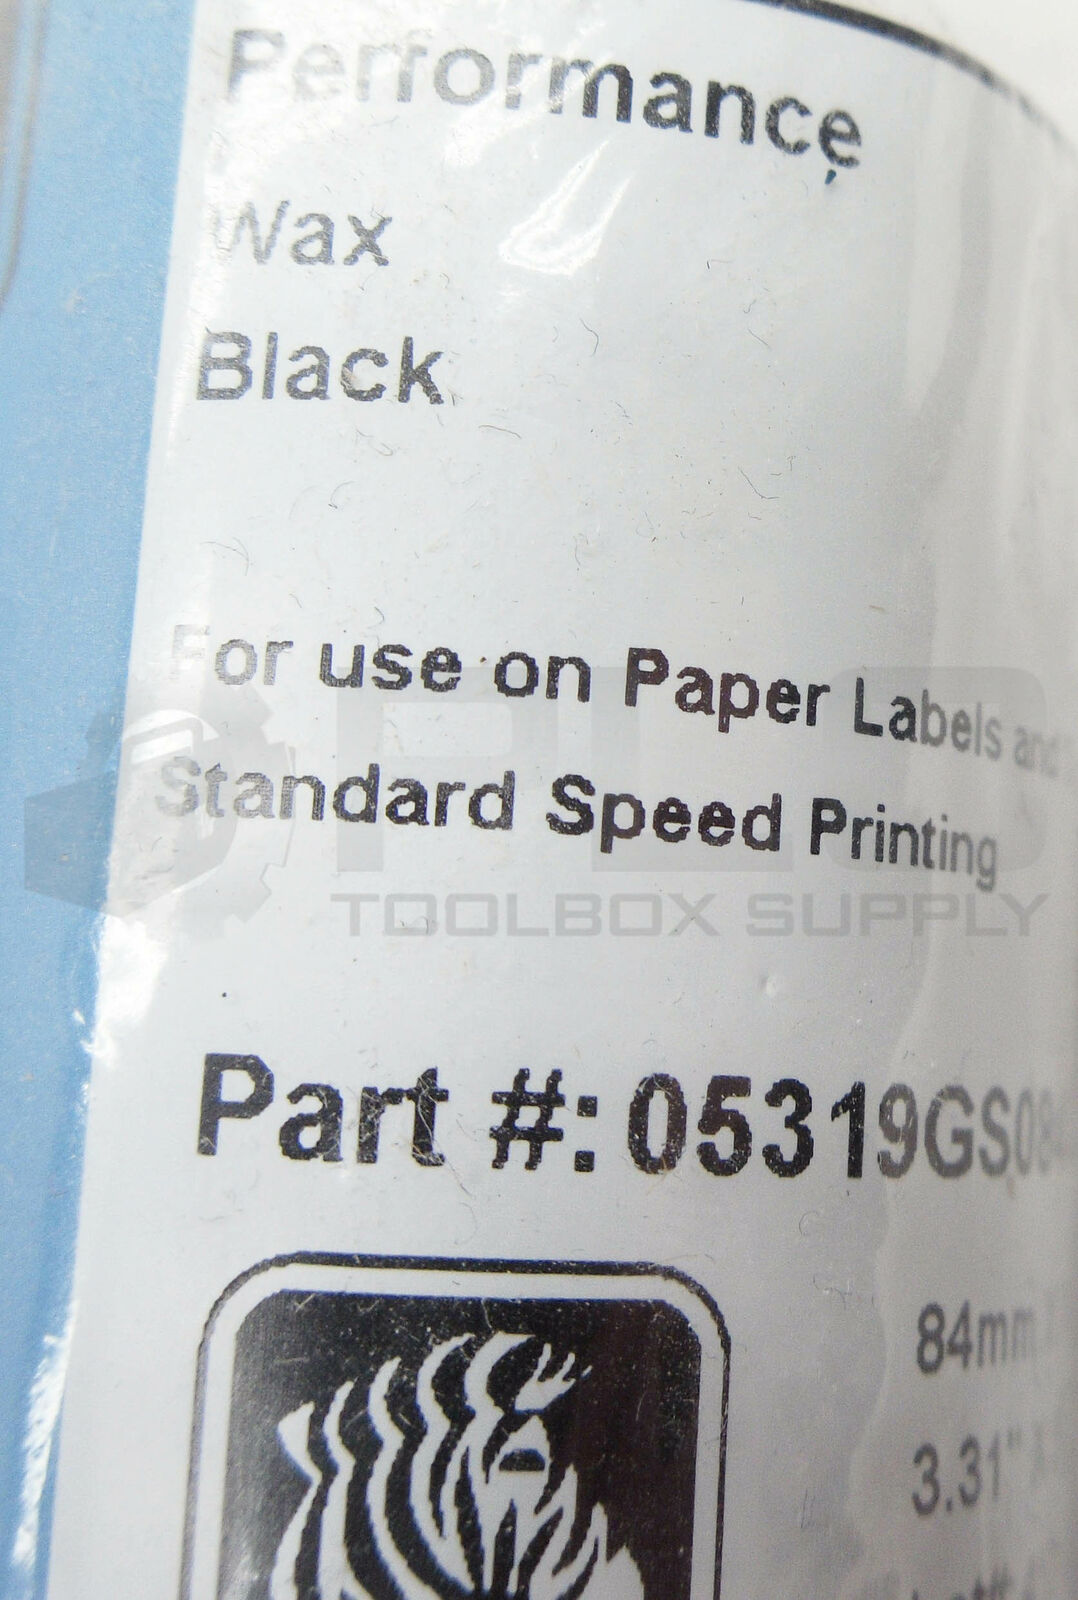 Performance
Wax
Black
For use on Paper Labels and
Standard Speed Printing
PLC
TOOLBOX SUPPLY
Part #: 05319GS08
84mm
3.31"